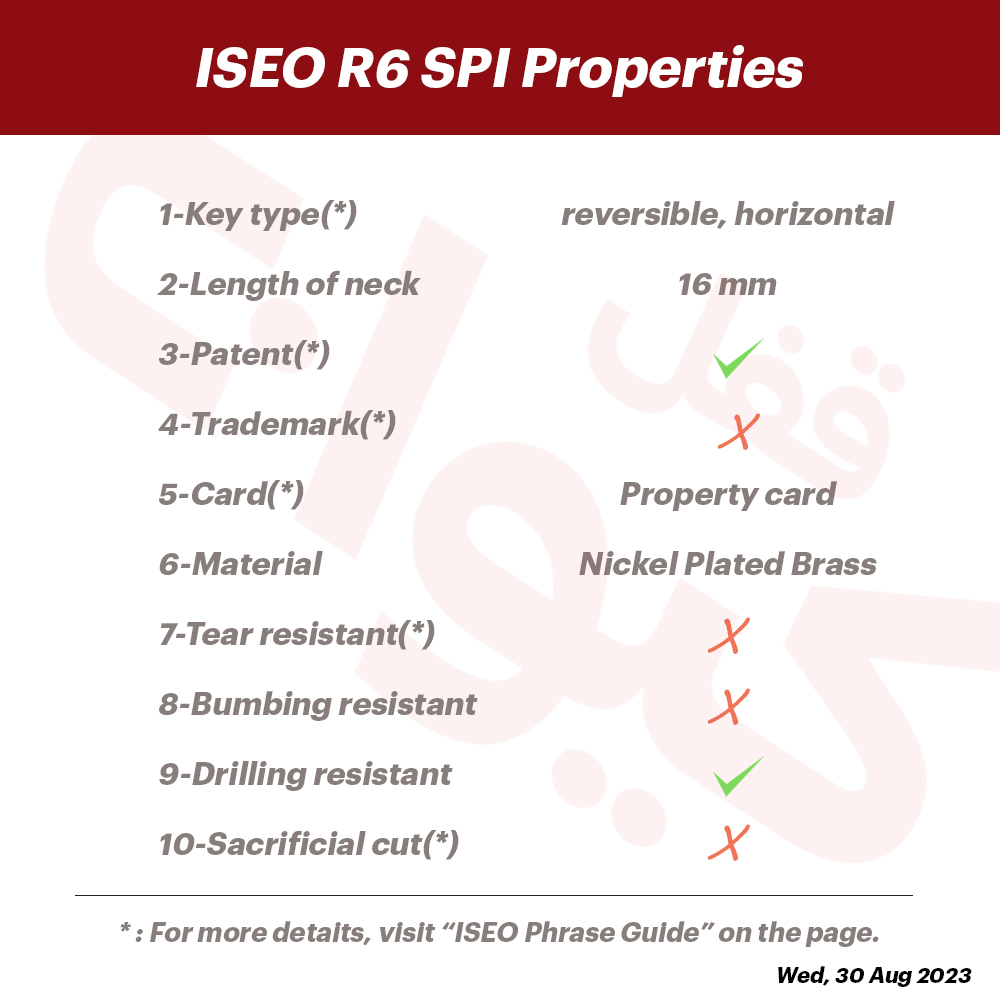 ISEO R6 SPI Properties
1-Key type(*) reversible, horizontal
2-Length of neck 16 mm
3-Patent(*)
4-Trademark(*)
5-Card(*) Property card
6-Material Nickel Plated Brass
7-Tear resistant(*)
8-Bumbing resistant
9-Drilling resistant
10-Sacrificial cut(*)
* : For more detaits, visit “ISEO Phrase Guide” on the page.
Wed, 30 Aug 2023
قفل
کیوان